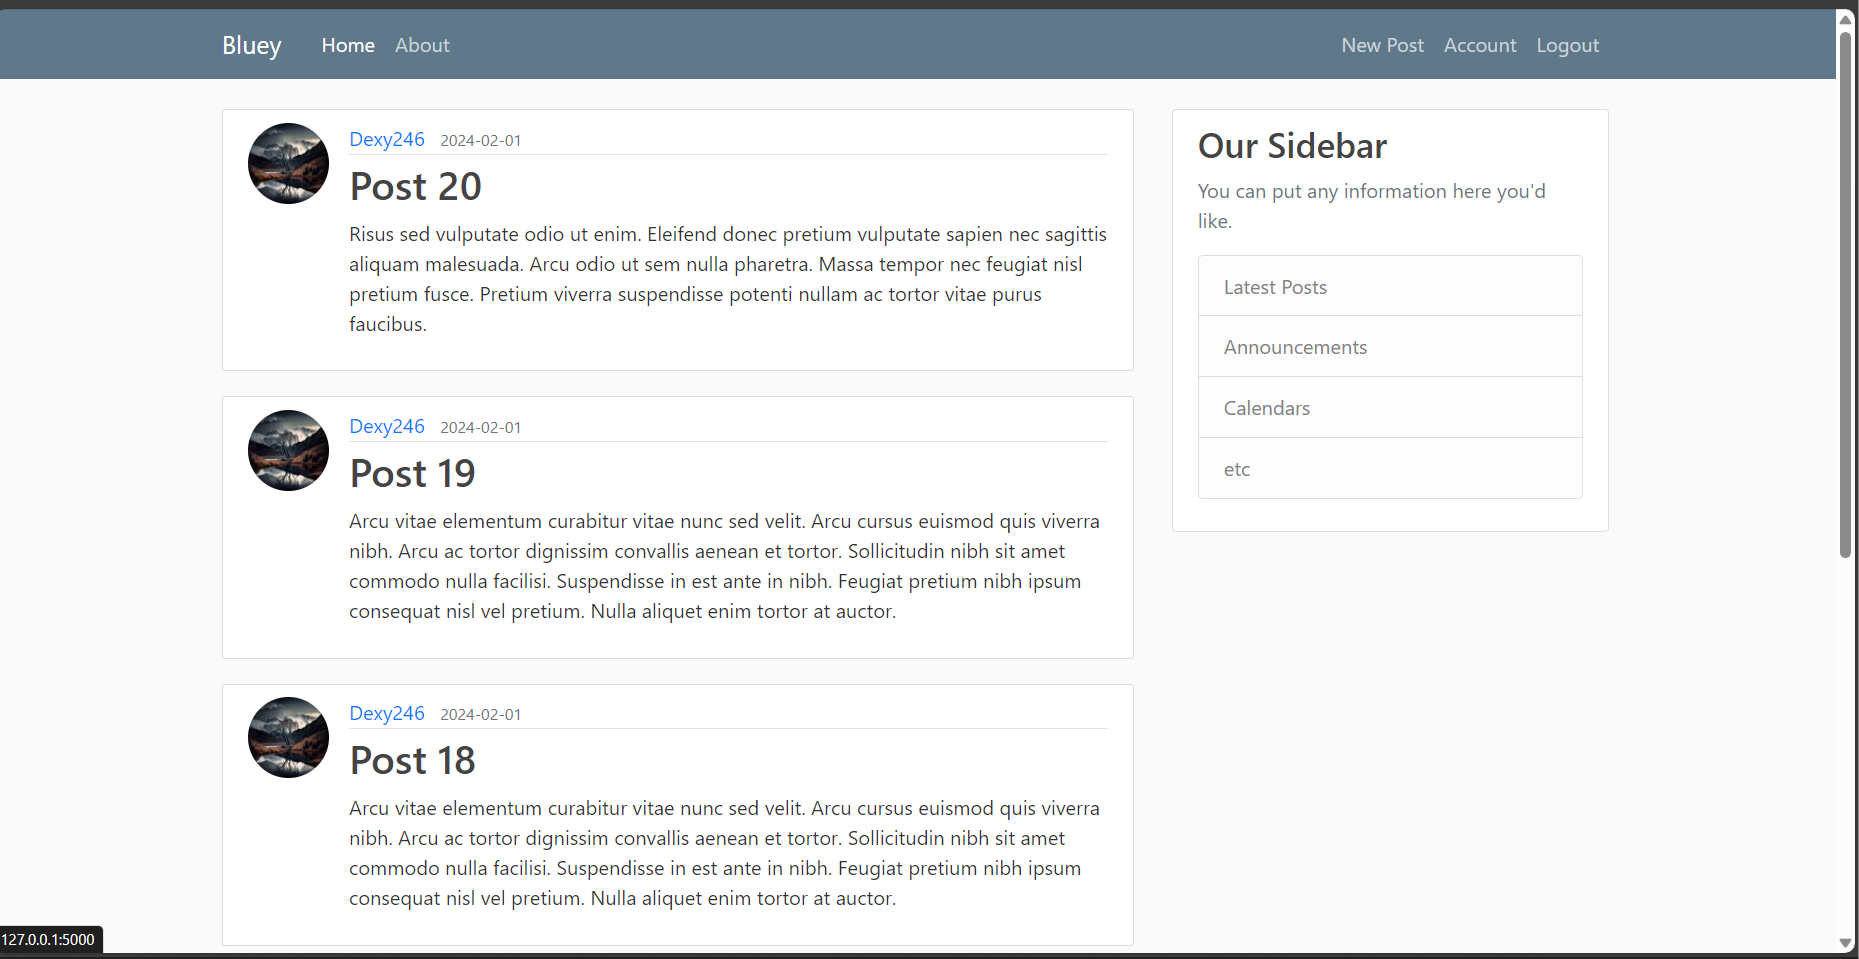 Bluey Home About New Post Account Logout
Dexy246 2024-02-01
Post 20
Risus sed vulputate odio ut enim. Eleifend donec pretium vulputate sapien nec sagittis
aliquam malesuada. Arcu odio ut sem nulla pharetra. Massa tempor nec feugiat nisl
pretium fusce. Pretium viverra suspendisse potenti nullam ac tortor vitae purus
faucibus.
Dexy246 2024-02-01
Post 19
Arcu vitae elementum curabitur vitae nunc sed velit. Arcu cursus euismod quis viverra
nibh. Arcu ac tortor dignissim convallis aenean et tortor. Sollicitudin nibh sit amet
commodo nulla facilisi. Suspendisse in est ante in nibh. Feugiat pretium nibh ipsum
consequat nisl vel pretium. Nulla aliquet enim tortor at auctor.
Dexy246 2024-02-01
Post 18
Arcu vitae elementum curabitur vitae nunc sed velit. Arcu cursus euismod quis viverra
nibh. Arcu ac tortor dignissim convallis aenean et tortor. Sollicitudin nibh sit amet
commodo nulla facilisi. Suspendisse in est ante in nibh. Feugiat pretium nibh ipsum
consequat nisl vel pretium. Nulla aliquet enim tortor at auctor.
Our Sidebar
You can put any information here you'd
like.
Latest Posts
Announcements
Calendars
etc
127.0.0.1:5000